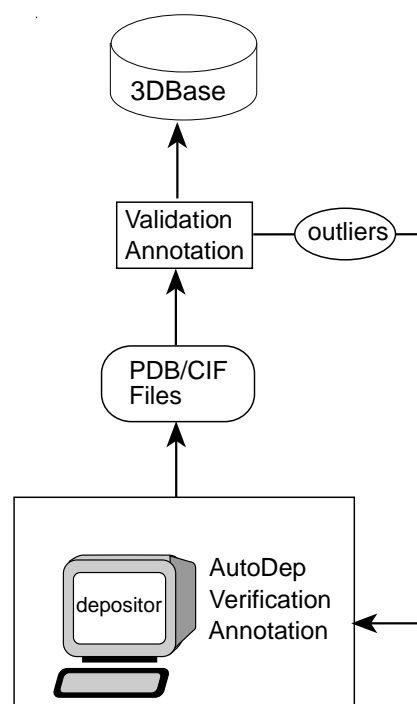 3DBase
Validation
Annotation
outliers
PDB/CIF
Files
depositor
AutoDep
Verification
Annotation